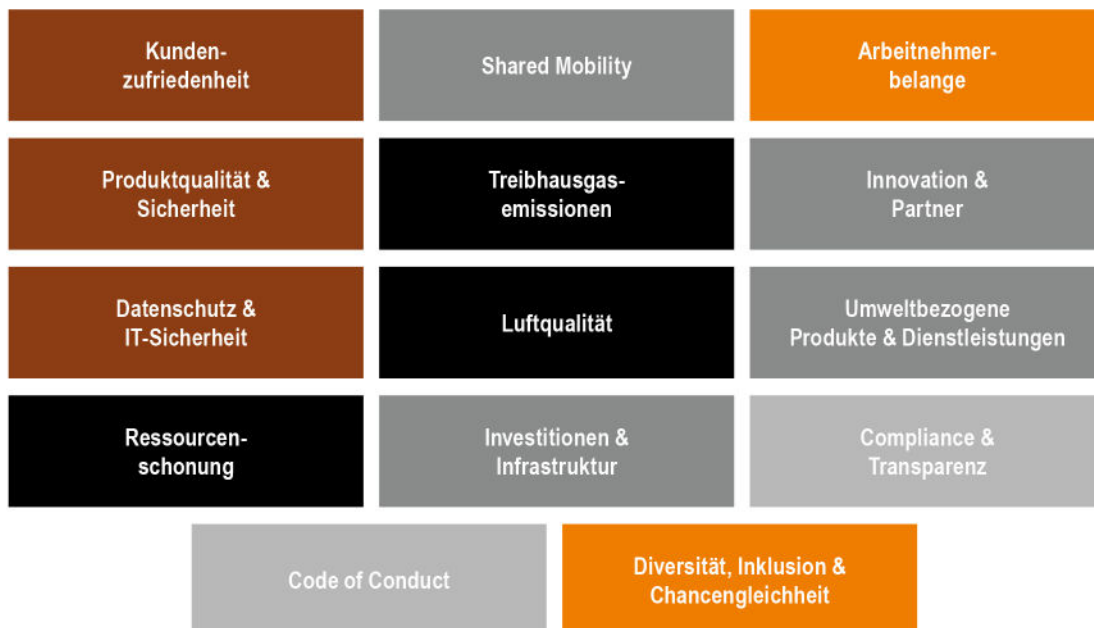 Kunden-
zufriedenheit
Shared Mobility
Arbeitnehmer-
belange
Produktqualität &
Sicherheit
Treibhausgas-
emissionen
Innovation &
Partner
Datenschutz &
IT-Sicherheit
Luftqualität
Umweltbezogene
Produkte & Dienstleistungen
Ressourcen-
schonung
Investitionen &
Infrastruktur
Compliance &
Transparenz
Code of Conduct
Diversität, Inklusion &
Chancengleichheit